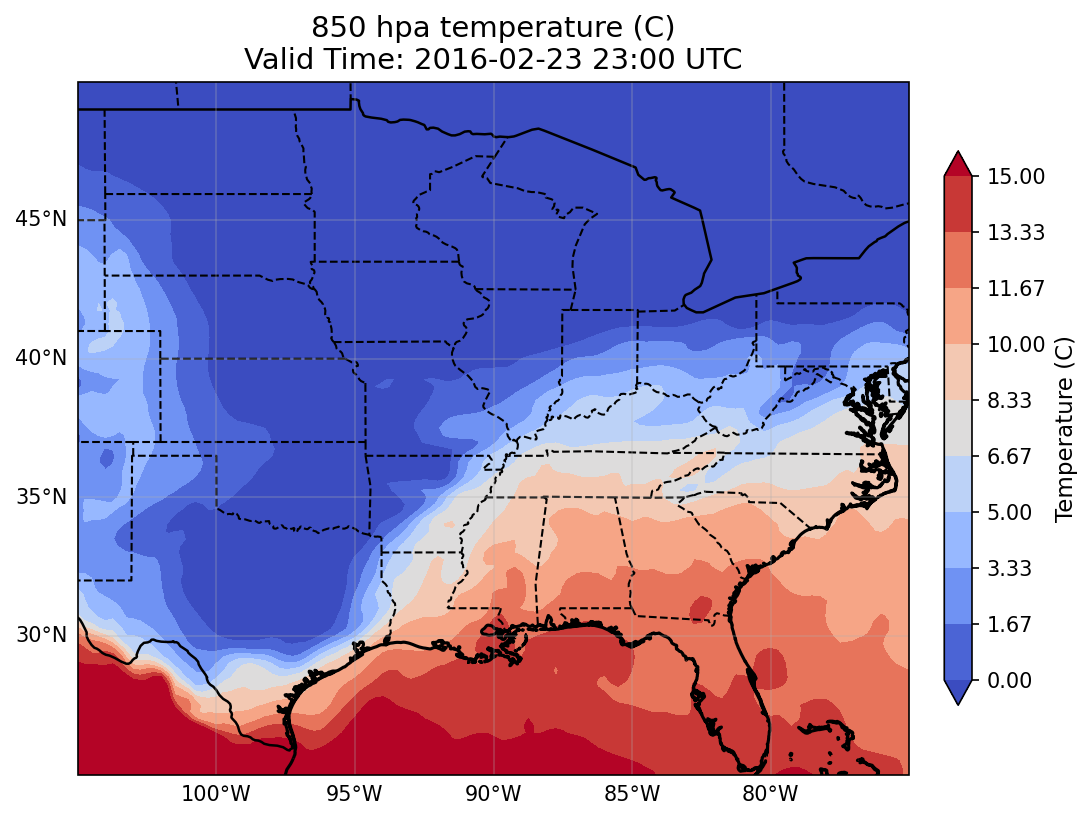 850 hpa temperature (C)
Valid Time: 2016-02-23 23:00 UTC
45°N
40°N
35°N
30°N
100°W
95°W
90°W
85°W
80°W
15.00
13.33
11.67
10.00
8.33
6.67
5.00
3.33
1.67
0.00
Temperature (C)